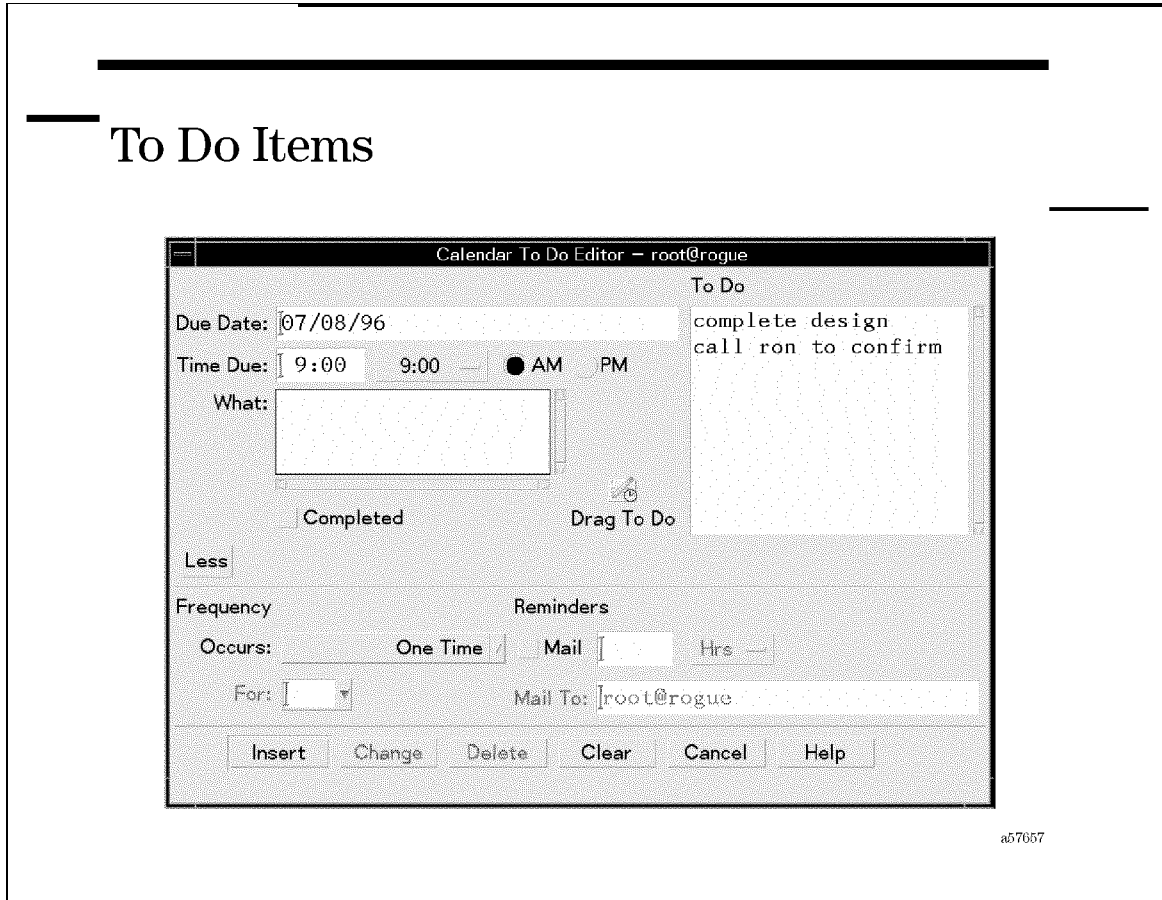 To Do Items
Calendar To Do Editor – root@rogue
To Do
Due Date: 07/08/96
complete design
call ron to confirm
Time Due: 9:00 9:00 AM PM
What:
Completed
Drag To Do
Less
Frequency
Reminders
Occurs: One Time
Mail Hrs
For:
Mail To: root@rogue
Insert Change Delete Clear Cancel Help
a57657